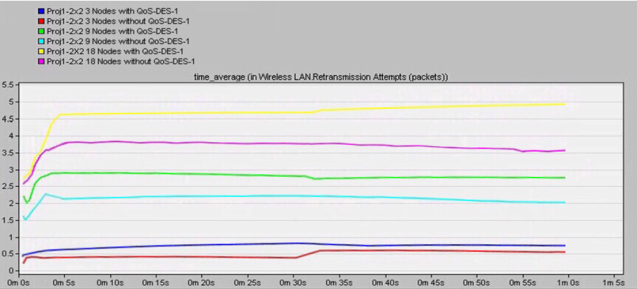 Proj1-2x2 3 Nodes with QoS-DES-1
Proj1-2x2 3 Nodes without QoS-DES-1
Proj1-2x2 9 Nodes with QoS-DES-1
Proj1-2x2 9 Nodes without QoS-DES-1
Proj1-2X2 18 Nodes with QoS-DES-1
Proj1-2x2 18 Nodes without QoS-DES-1
time_average (in Wireless LAN.Retransmission Attempts (packets))
5.5
5
4.5
4
3.5
3
2.5
2
1.5
1
0.5
0
0m 0s 0m 5s 0m 10s 0m 15s 0m 20s 0m 25s 0m 30s 0m 35s 0m 40s 0m 45s 0m 50s 0m 55s 1m 0s 1m 5s